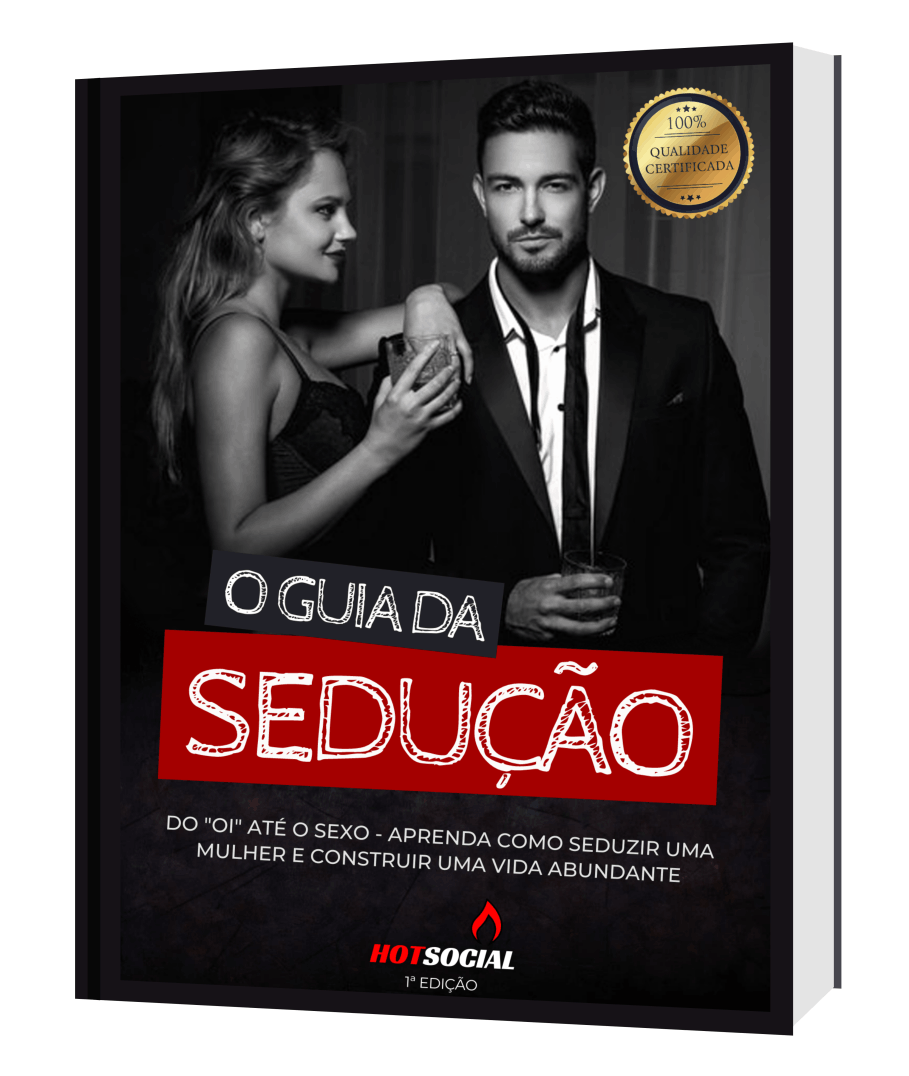 100%
QUALIDADE
CERTIFICADA
O GUIA DA
SEDUÇÃO
DO "OI" ATÉ O SEXO - APRENDA COMO SEDUZIR UMA
MULHER E CONSTRUIR UMA VIDA ABUNDANTE
HOTSOCIAL
1ª EDIÇÃO